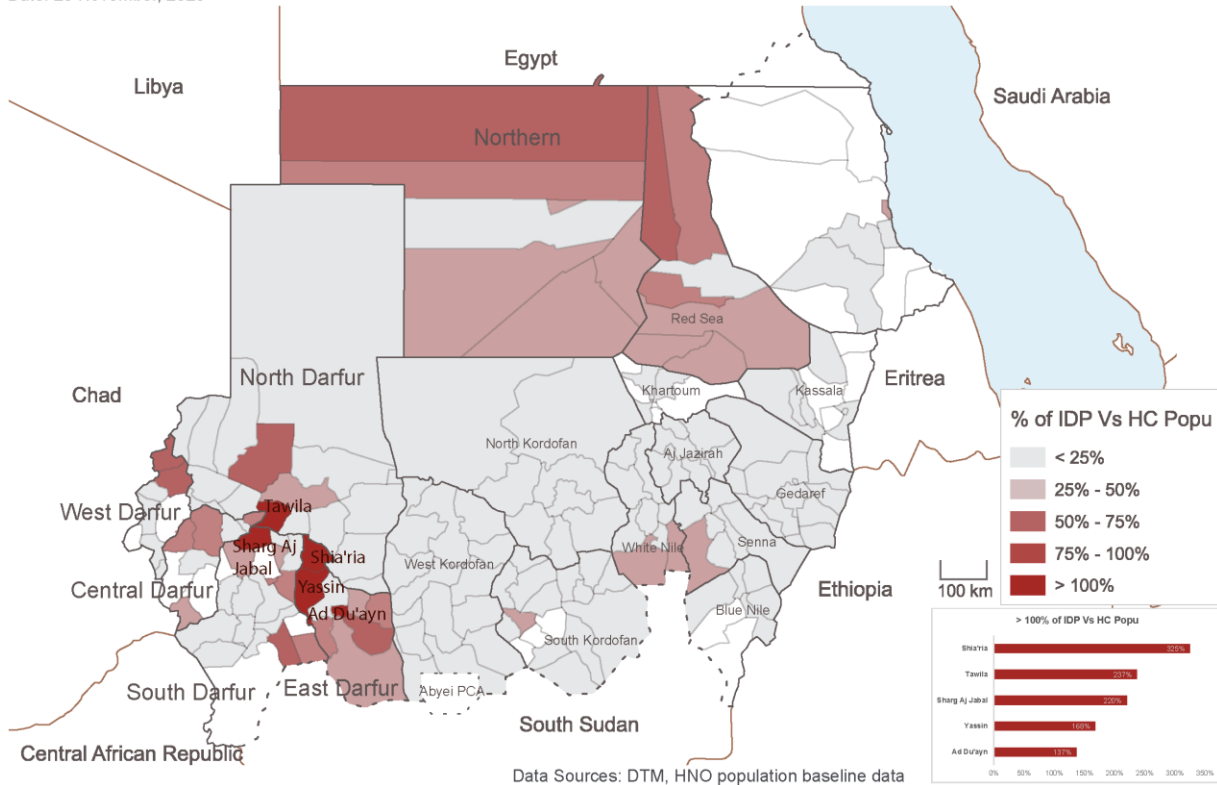 Egypt
Libya
Saudi Arabia
Northern
Red Sea
Chad
North Darfur
Khartoum
Kassala
Eritrea
North Kordofan
Aj Jazirah
Gedaref
West Darfur
Tawila
Sharg Aj
Jabal
Shia'ria
Central Darfur
Yassin
Ad Du'ayn
West Kordofan
White Nile
Senna
Ethiopia
Blue Nile
South Kordofan
South Darfur
East Darfur
Abyei PCA
South Sudan
Central African Republic
Data Sources: DTM, HNO population baseline data
% of IDP Vs HC Popu
< 25%
25% - 50%
50% - 75%
75% - 100%
> 100%
100 km
> 100% of IDP Vs HC Popu
Shia'ria 325%
Tawila 237%
Sharg Aj Jabal 220%
Yassin 168%
Ad Du'ayn 137%
0% 50% 100% 150% 200% 250% 300% 350%